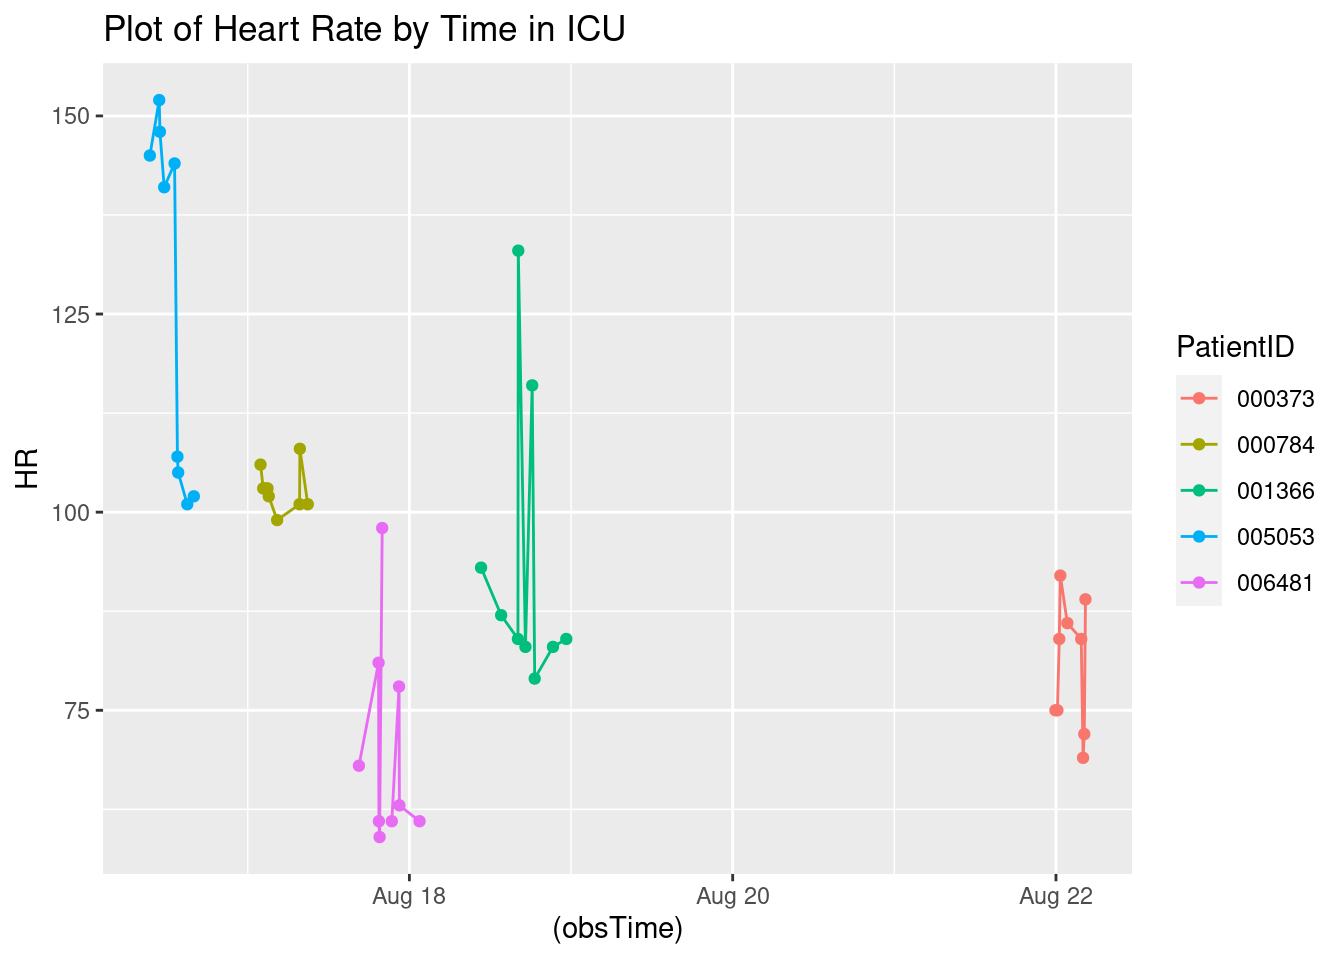 Plot of Heart Rate by Time in ICU
150
125
100
75
HR
Aug 18
Aug 20
Aug 22
(obsTime)
PatientID
000373
000784
001366
005053
006481